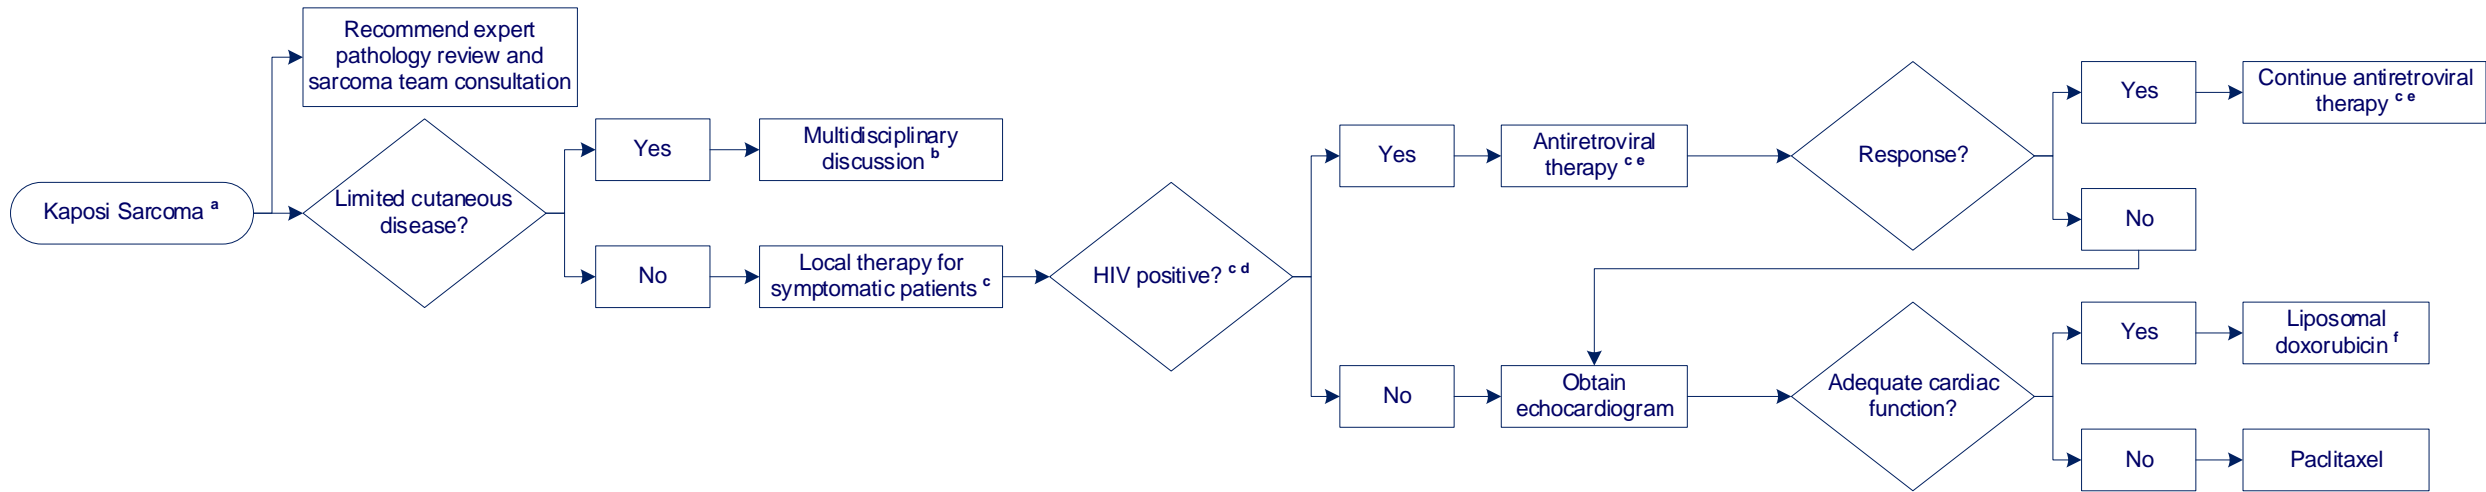 Recommend expert
pathology review and
sarcoma team consultation
Kaposi Sarcoma a
Limited cutaneous
disease?
Yes
Multidisciplinary
discussion b
No
Local therapy for
symptomatic patients c
HIV positive? c d
Yes
Antiretroviral
therapy c e
Response?
Yes
Continue antiretroviral
therapy c e
No
No
Obtain
echocardiogram
Adequate cardiac
function?
Yes
Liposomal
doxorubicin f
No
Paclitaxel